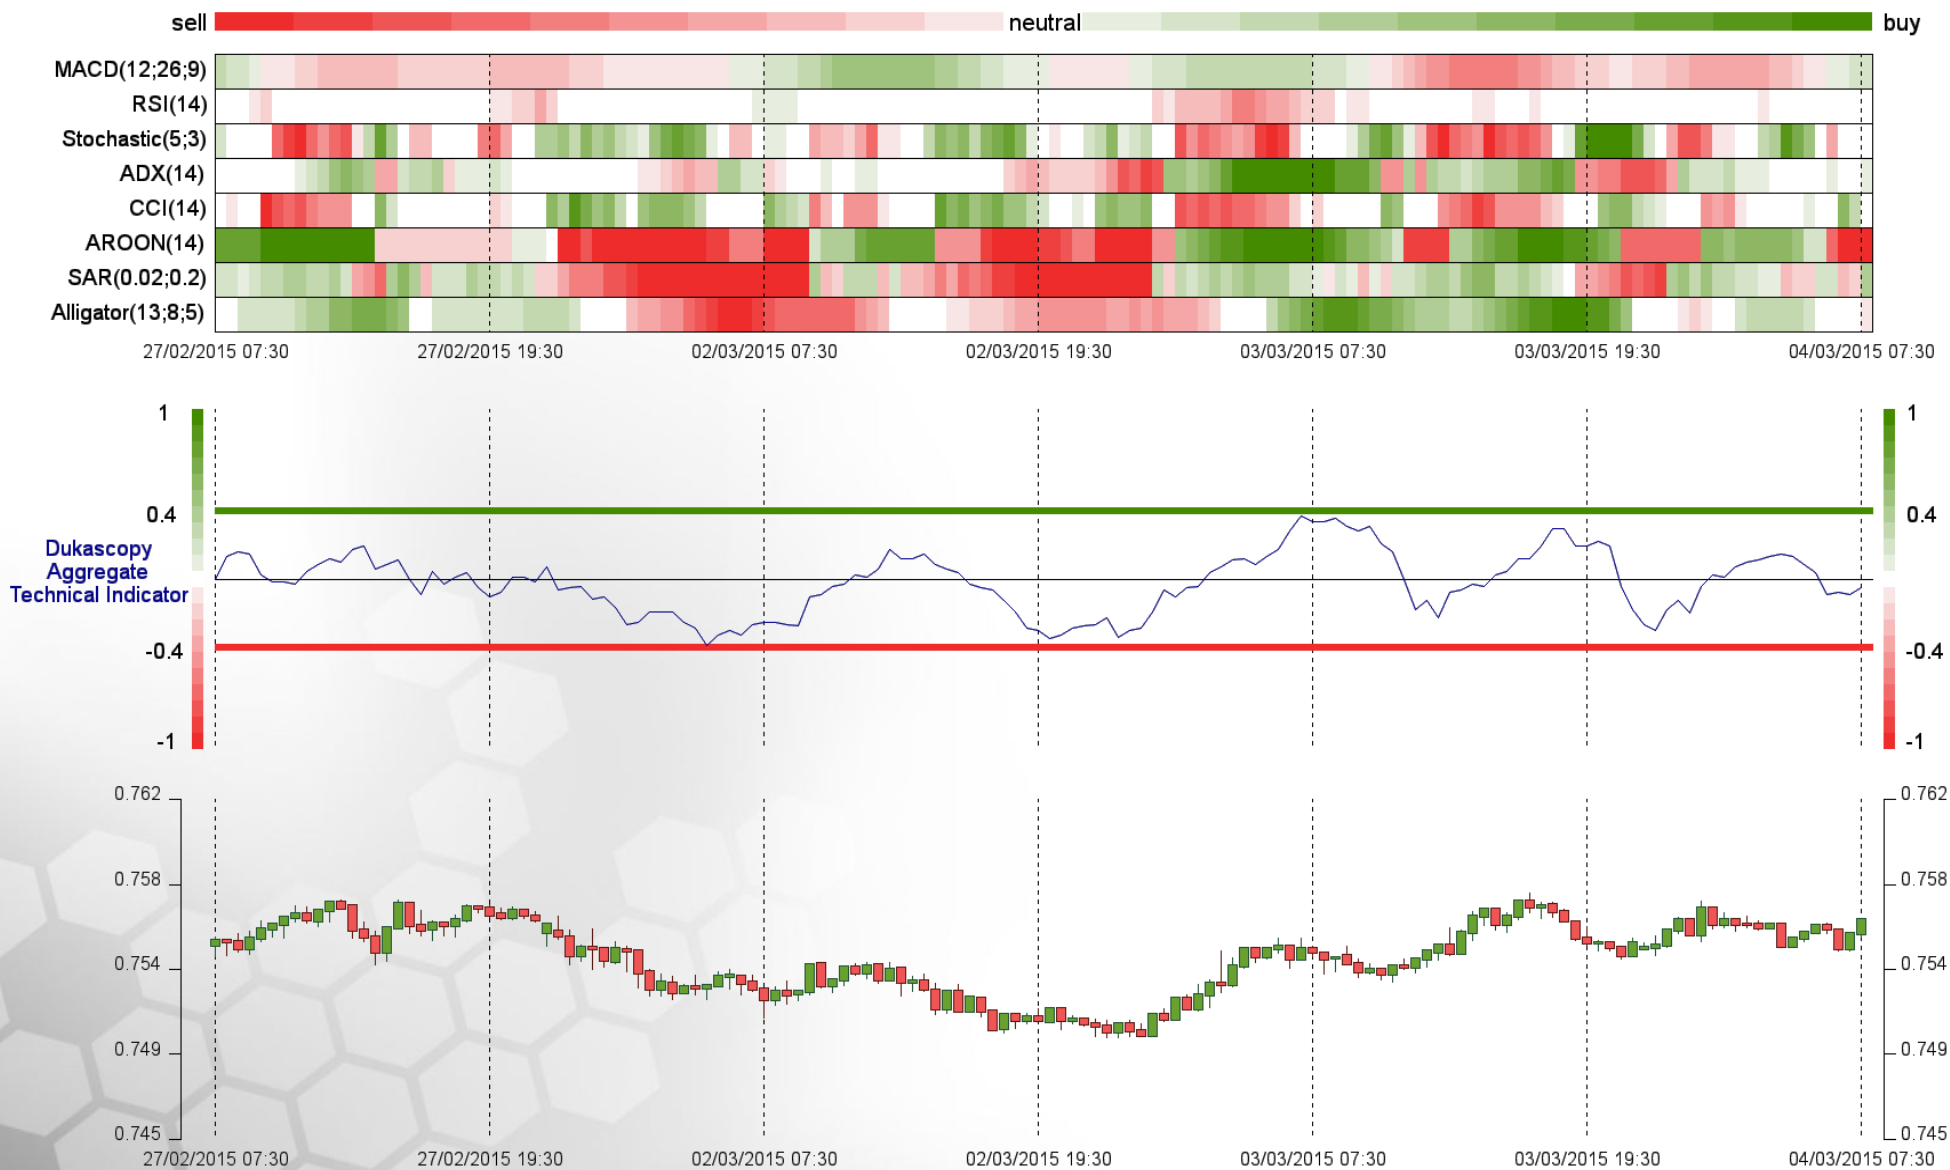 sell neutral buy
MACD(12;26;9)
RSI(14)
Stochastic(5;3)
ADX(14)
CCI(14)
AROON(14)
SAR(0.02;0.2)
Alligator(13;8;5)
27/02/2015 07:30 27/02/2015 19:30 02/03/2015 07:30 02/03/2015 19:30 03/03/2015 07:30 03/03/2015 19:30 04/03/2015 07:30
1 1
0.4 0.4
Dukascopy
Aggregate
Technical Indicator
-0.4 -0.4
-1 -1
0.762 0.762
0.758 0.758
0.754 0.754
0.749 0.749
0.745 0.745
27/02/2015 07:30 27/02/2015 19:30 02/03/2015 07:30 02/03/2015 19:30 03/03/2015 07:30 03/03/2015 19:30 04/03/2015 07:30